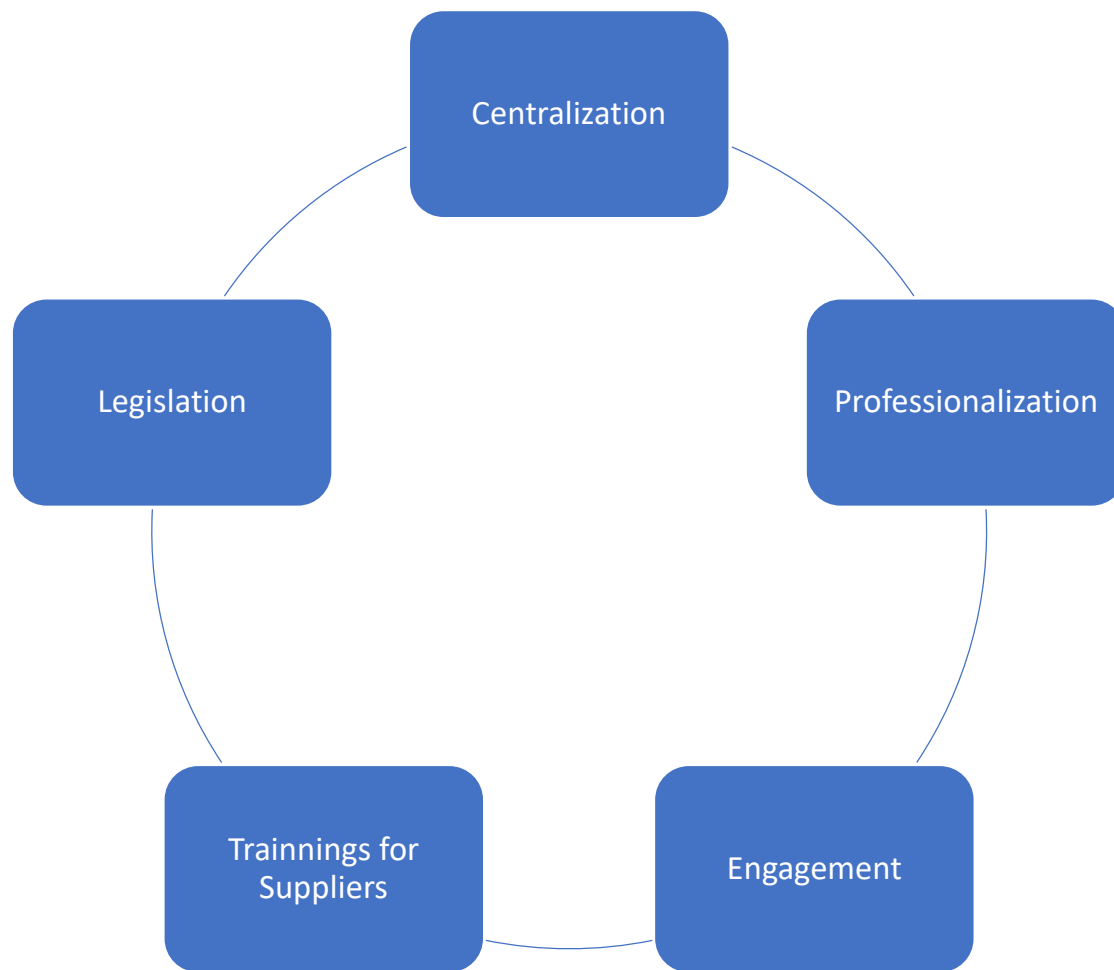 Centralization
Legislation
Professionalization
Trainnings for
Suppliers
Engagement